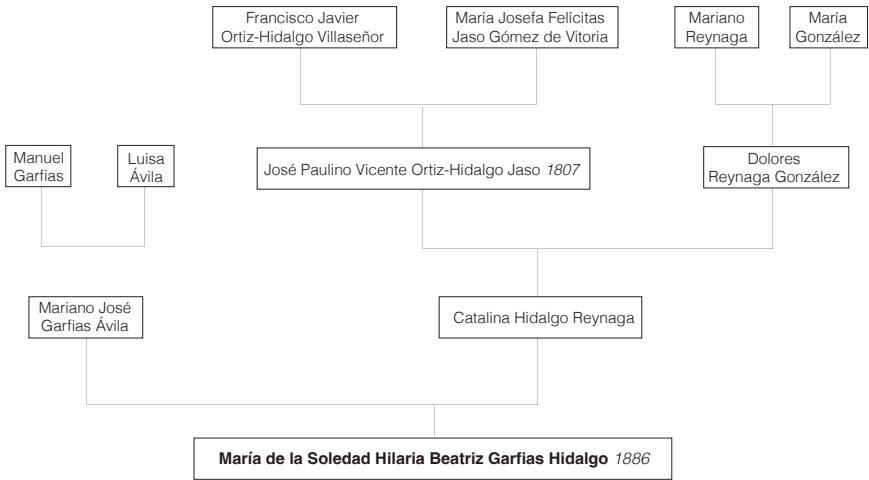 Francisco Javier
Ortiz-Hidalgo Villaseñor
María Josefa Felícitas
Jaso Gómez de Vitoria
Mariano
Reynaga
María
González
Manuel
Garfias
Luisa
Ávila
José Paulino Vicente Ortiz-Hidalgo Jaso 1807
Dolores
Reynaga González
Mariano José
Garfias Ávila
Catalina Hidalgo Reynaga
María de la Soledad Hilaria Beatriz Garfias Hidalgo 1886